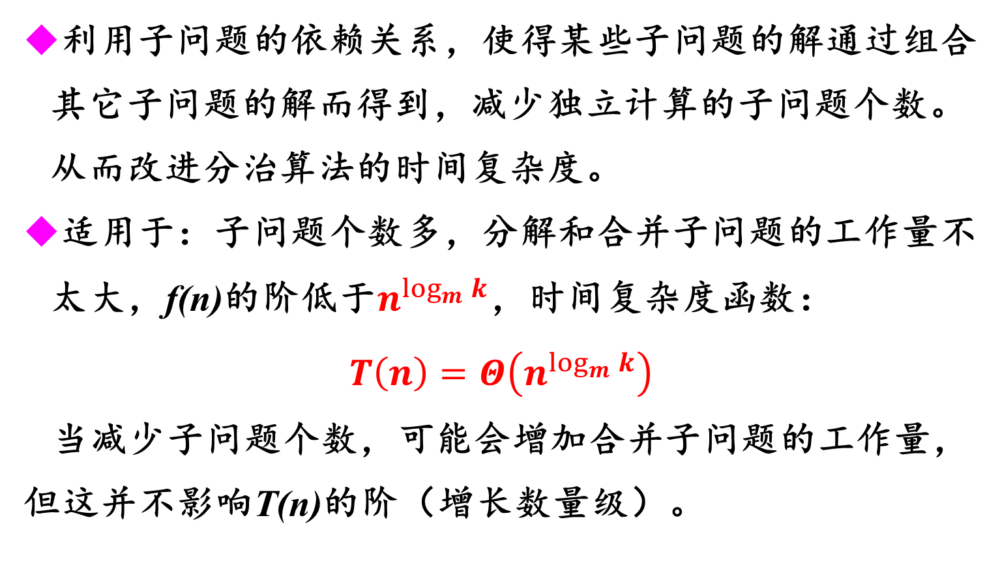 ◆利用子问题的依赖关系，使得某些子问题的解通过组合
其它子问题的解而得到，减少独立计算的子问题个数。
从而改进分治算法的时间复杂度。
◆适用于：子问题个数多，分解和合并子问题的工作量不
太大，f(n)的阶低于n^{log_m k}，时间复杂度函数：
T(n) = Θ(n^{log_m k})
当减少子问题个数，可能会增加合并子问题的工作量，
但这并不影响T(n)的阶（增长数量级）。